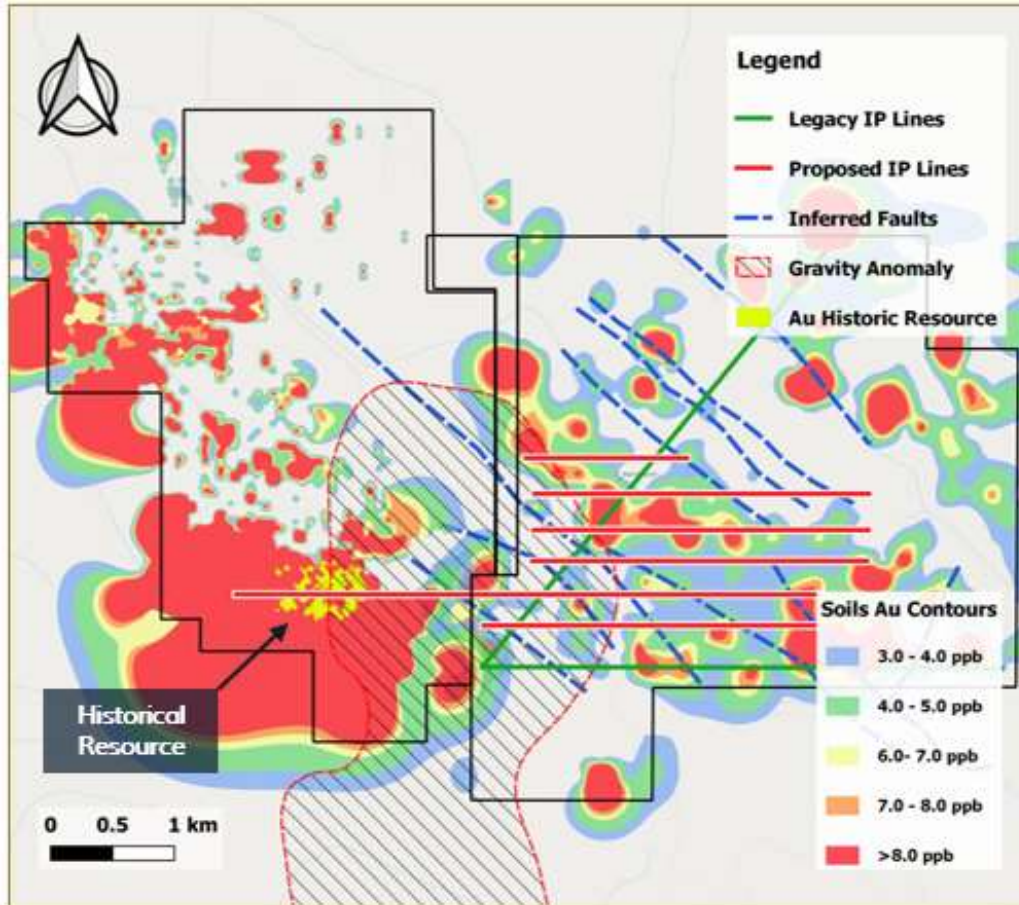 Legend
Legacy IP Lines
Proposed IP Lines
Inferred Faults
Gravity Anomaly
Au Historic Resource
Historical
Resource
0 0.5 1 km
Soils Au Contours
3.0 - 4.0 ppb
4.0 - 5.0 ppb
6.0- 7.0 ppb
7.0 - 8.0 ppb
>8.0 ppb